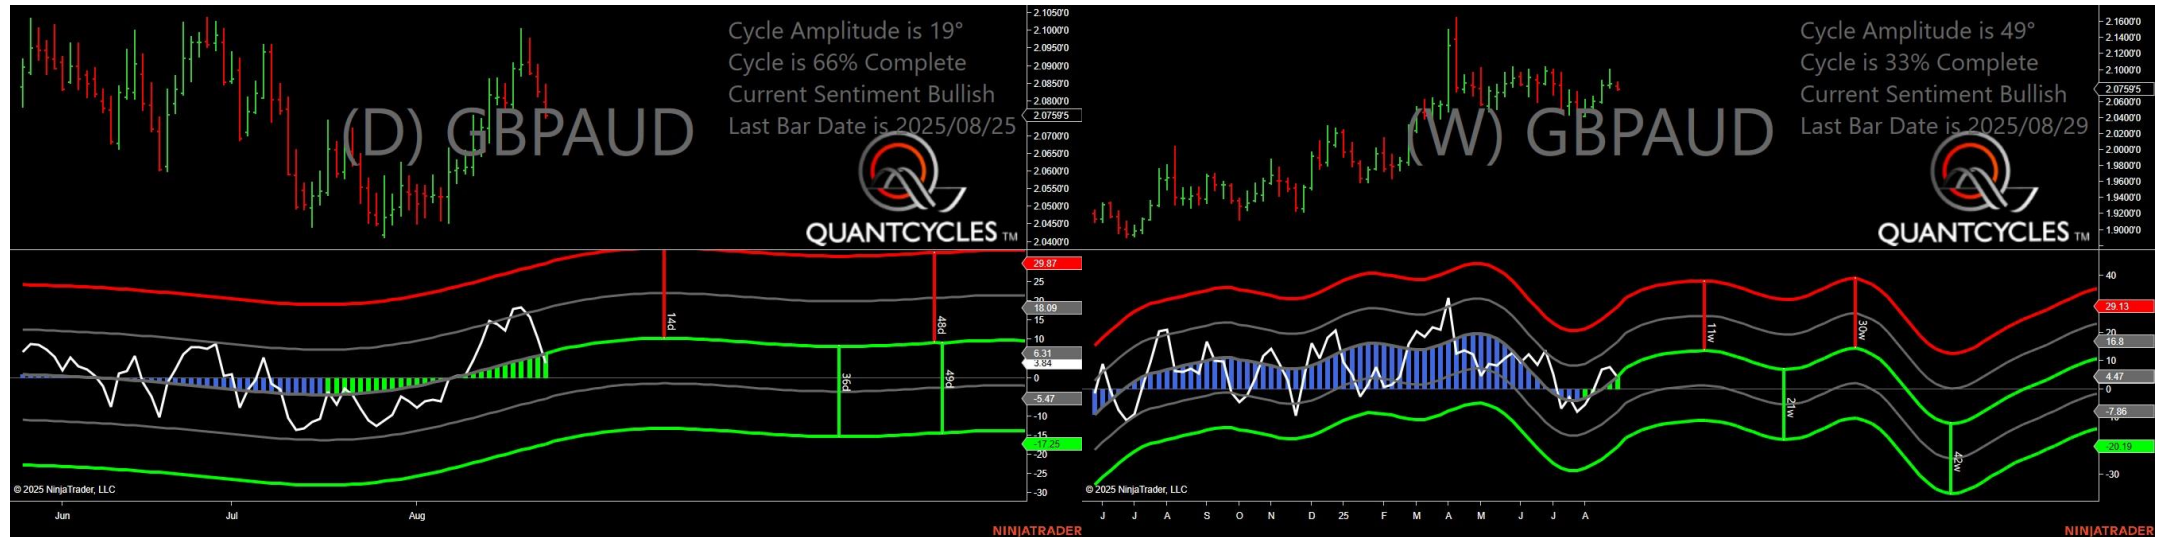 (D) GBPAUD
Cycle Amplitude is 19°
Cycle is 66% Complete
Current Sentiment Bullish
Last Bar Date is 2025/08/25
QUANTCYCLES TM
2.1050'0
2.1000'0
2.0950'0
2.0900'0
2.0850'0
2.0800'0
2.0759'5
2.0700'0
2.0650'0
2.0600'0
2.0550'0
2.0500'0
2.0450'0
2.0400'0
29.87
25
18.09
15
10
6.31
3.84
0
-5.47
-10
-15
-17.25
-20
-25
-30
14d
48d
36d
49d
© 2025 NinjaTrader, LLC
Jun
Jul
Aug
NINJATRADER
(W) GBPAUD
Cycle Amplitude is 49°
Cycle is 33% Complete
Current Sentiment Bullish
Last Bar Date is 2025/08/29
QUANTCYCLES TM
2.1600'0
2.1400'0
2.1200'0
2.1000'0
2.0759'5
2.0600'0
2.0400'0
2.0200'0
2.0000'0
1.9800'0
1.9600'0
1.9400'0
1.9200'0
1.9000'0
40
29.13
20
16.8
10
4.47
0
-7.86
-20.19
-30
11w
30w
21w
42w
© 2025 NinjaTrader, LLC
J J A S O N D 25 F M A M J J A
NINJATRADER